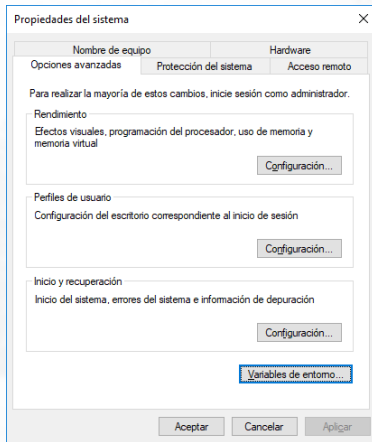 Propiedades del sistema
Nombre de equipo
Hardware
Opciones avanzadas
Protección del sistema
Acceso remoto
Para realizar la mayoría de estos cambios, inicie sesión como administrador.
Rendimiento
Efectos visuales, programación del procesador, uso de memoria y
memoria virtual
Configuración...
Perfiles de usuario
Configuración del escritorio correspondiente al inicio de sesión
Configuración...
Inicio y recuperación
Inicio del sistema, errores del sistema e información de depuración
Configuración...
Variables de entorno...
Aceptar
Cancelar
Aplicar